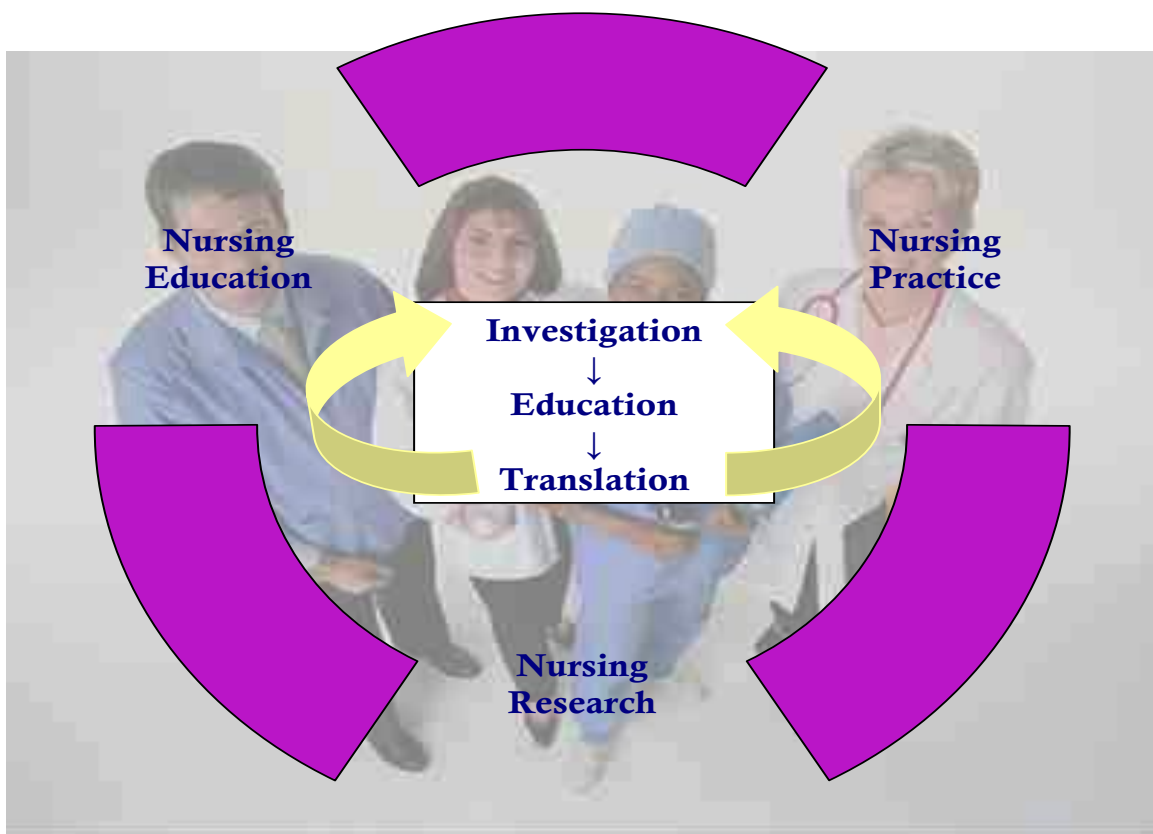 Nursing
Education
Nursing
Practice
Investigation
↓
Education
↓
Translation
Nursing
Research